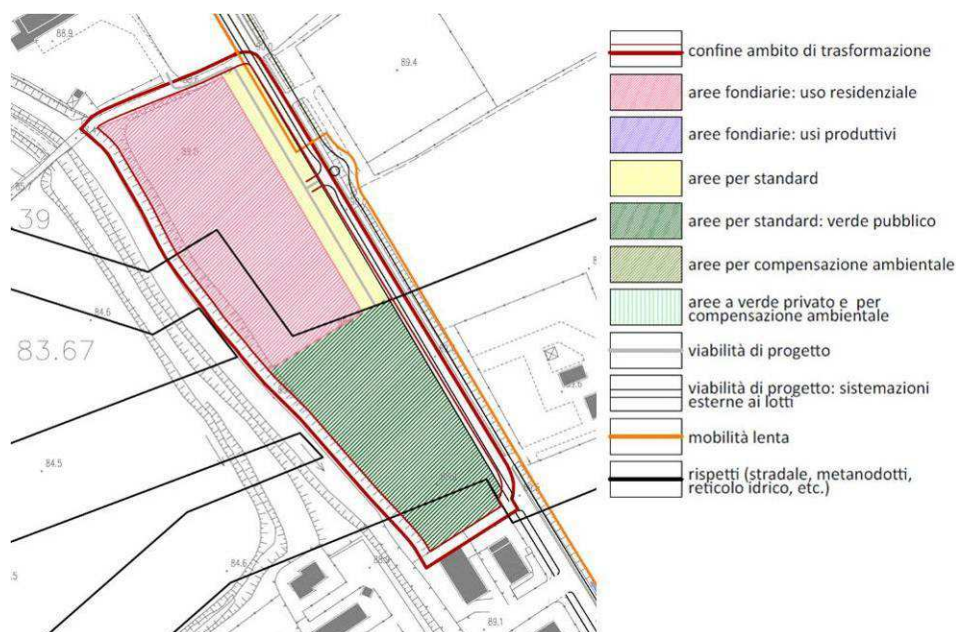 88.9
89.4
39
84.6
83.67
84.5
84.6
89.1
confine ambito di trasformazione
aree fondiarie: uso residenziale
aree fondiarie: usi produttivi
aree per standard
aree per standard: verde pubblico
aree per compensazione ambientale
aree a verde privato e per
compensazione ambientale
viabilità di progetto
viabilità di progetto: sistemazioni
esterne ai lotti
mobilità lenta
rispetti (stradale, metanodotti,
reticolo idrico, etc.)